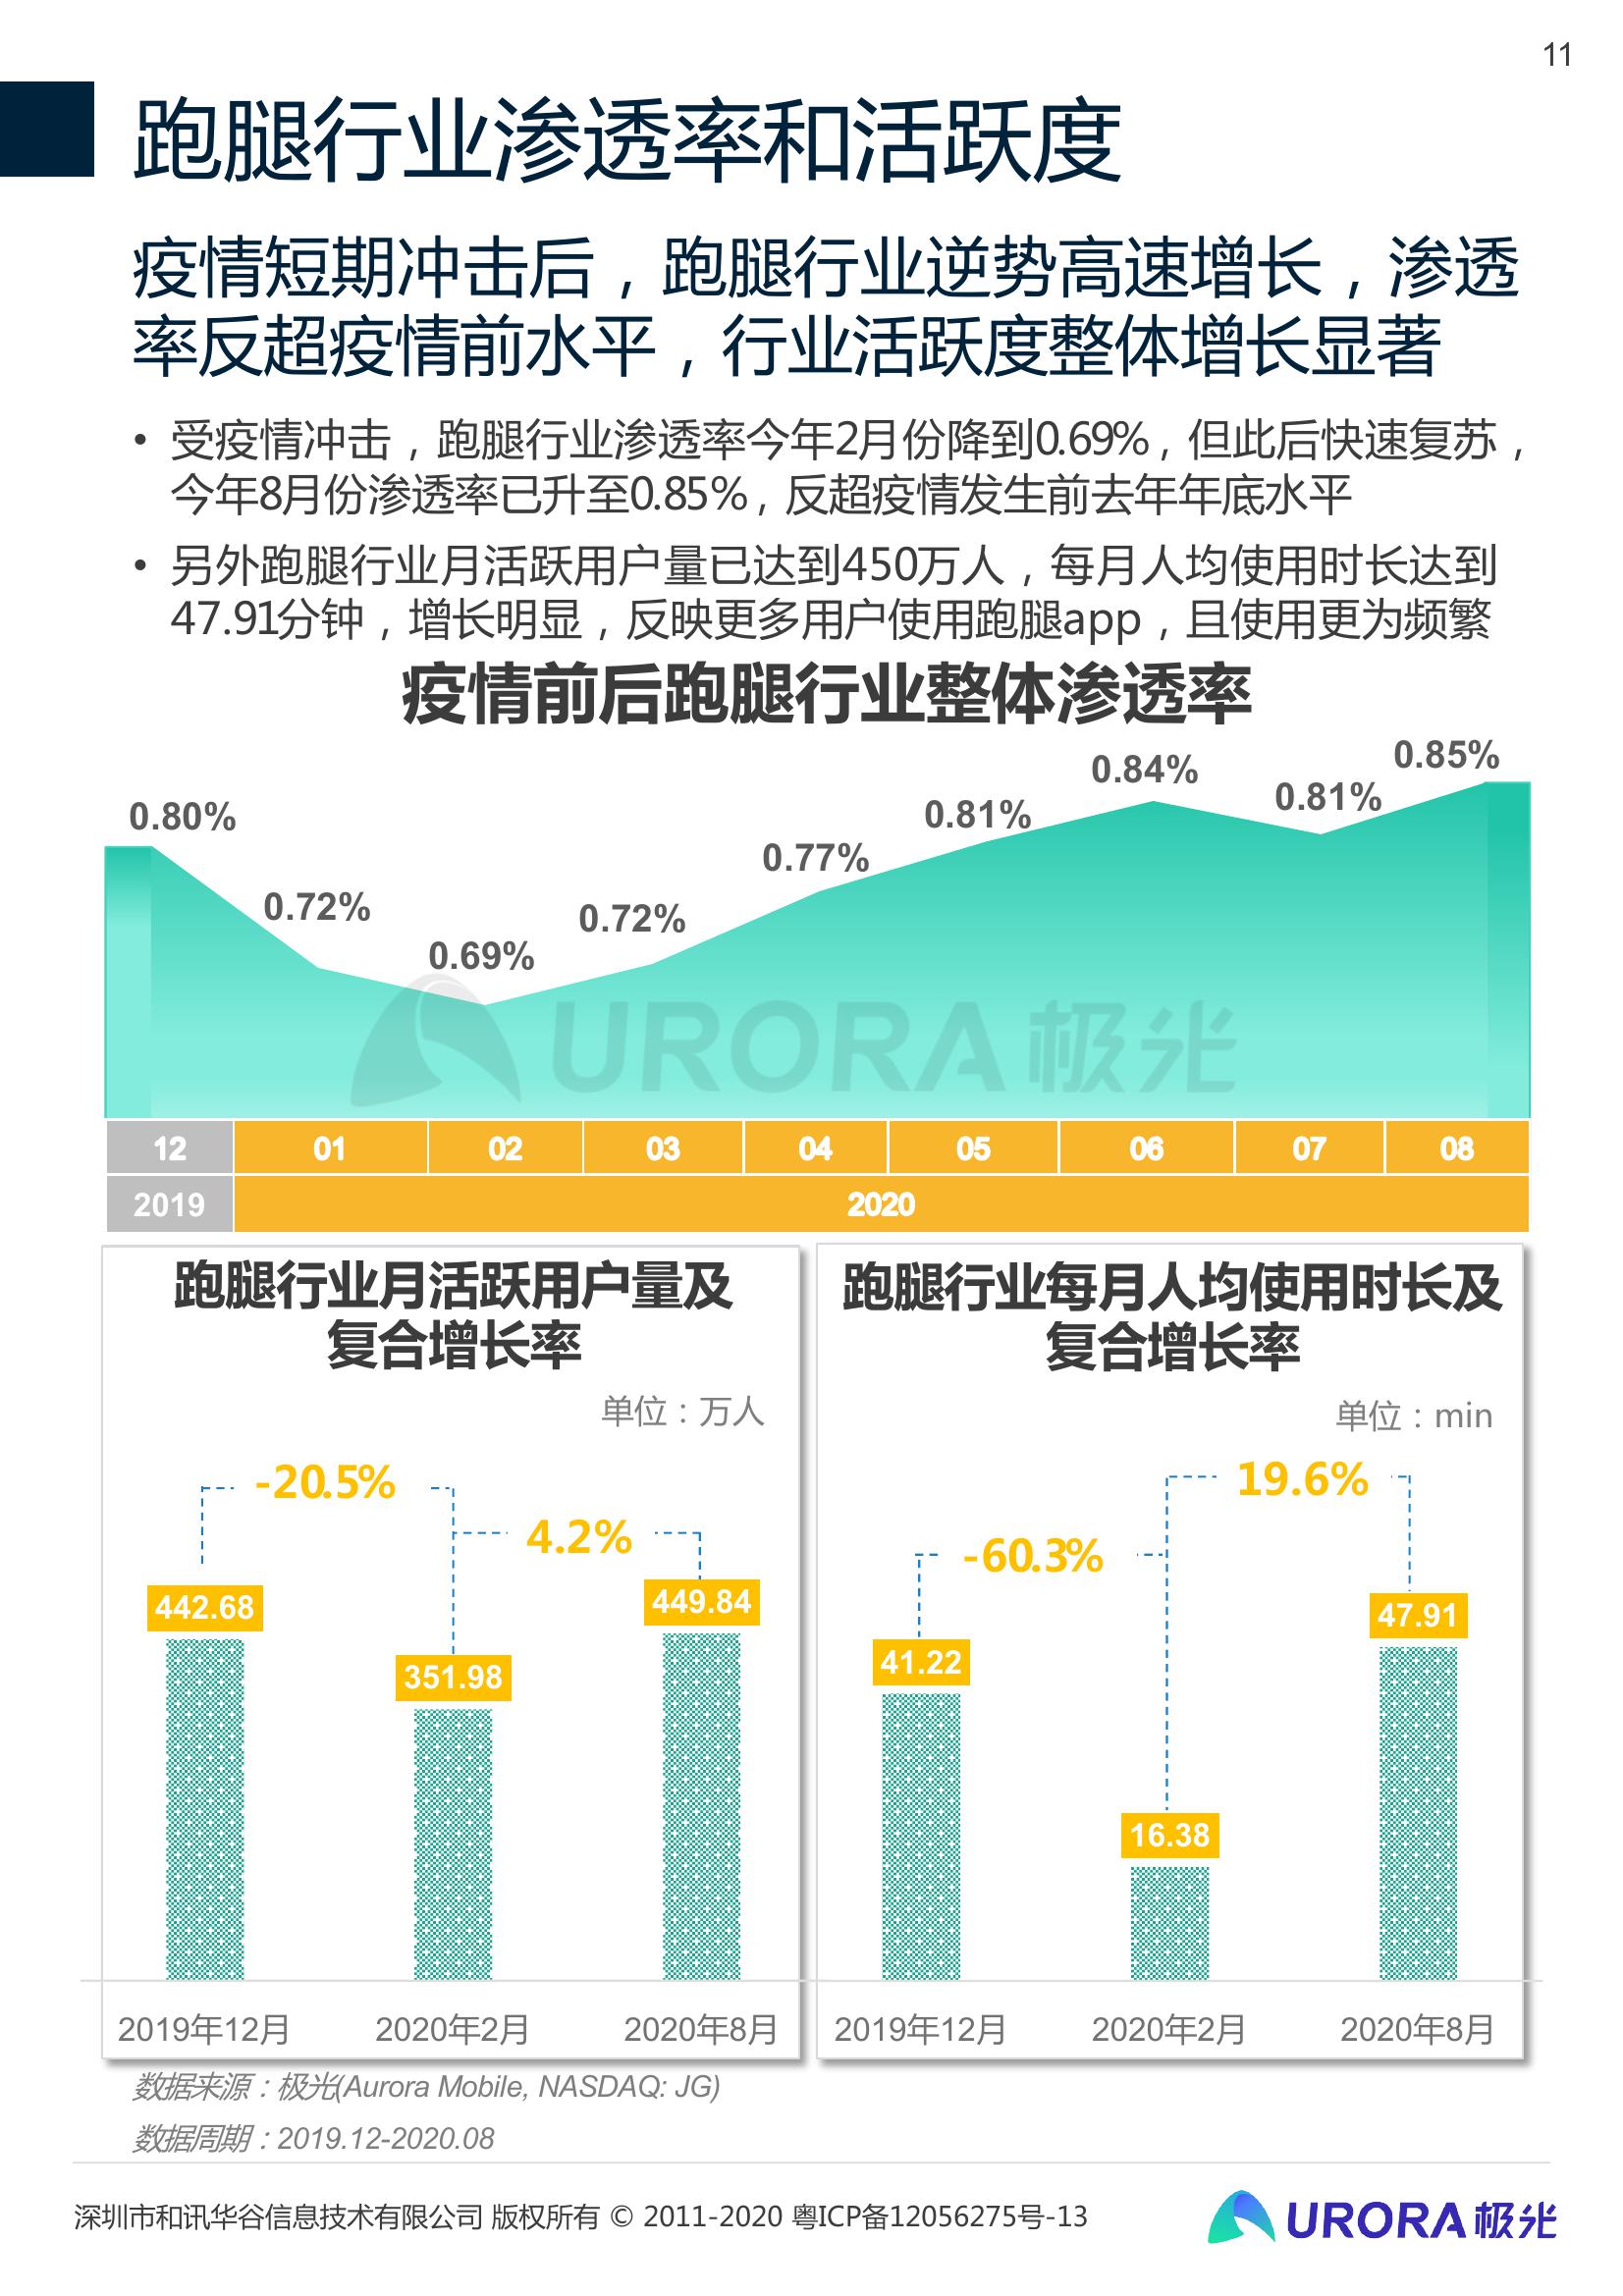 11
跑腿行业渗透率和活跃度
疫情短期冲击后，跑腿行业逆势高速增长，渗透
率反超疫情前水平，行业活跃度整体增长显著
• 受疫情冲击，跑腿行业渗透率今年2月份降到0.69%，但此后快速复苏，
今年8月份渗透率已升至0.85%，反超疫情发生前去年年底水平
• 另外跑腿行业月活跃用户量已达到450万人，每月人均使用时长达到
47.91分钟，增长明显，反映更多用户使用跑腿app，且使用更为频繁
疫情前后跑腿行业整体渗透率
0.80%
0.72%
0.69%
0.72%
0.77%
0.81%
0.84%
0.81%
0.85%
URORA极光
12 01 02 03 04 05 06 07 08
2019 2020
跑腿行业月活跃用户量及
复合增长率
单位：万人
-20.5%
4.2%
442.68
351.98
449.84
2019年12月 2020年2月 2020年8月
跑腿行业每月人均使用时长及
复合增长率
单位：min
-60.3%
19.6%
41.22
16.38
47.91
2019年12月 2020年2月 2020年8月
数据来源：极光(Aurora Mobile, NASDAQ: JG)
数据周期：2019.12-2020.08
深圳市和讯华谷信息技术有限公司 版权所有 © 2011-2020 粤ICP备12056275号-13
URORA极光